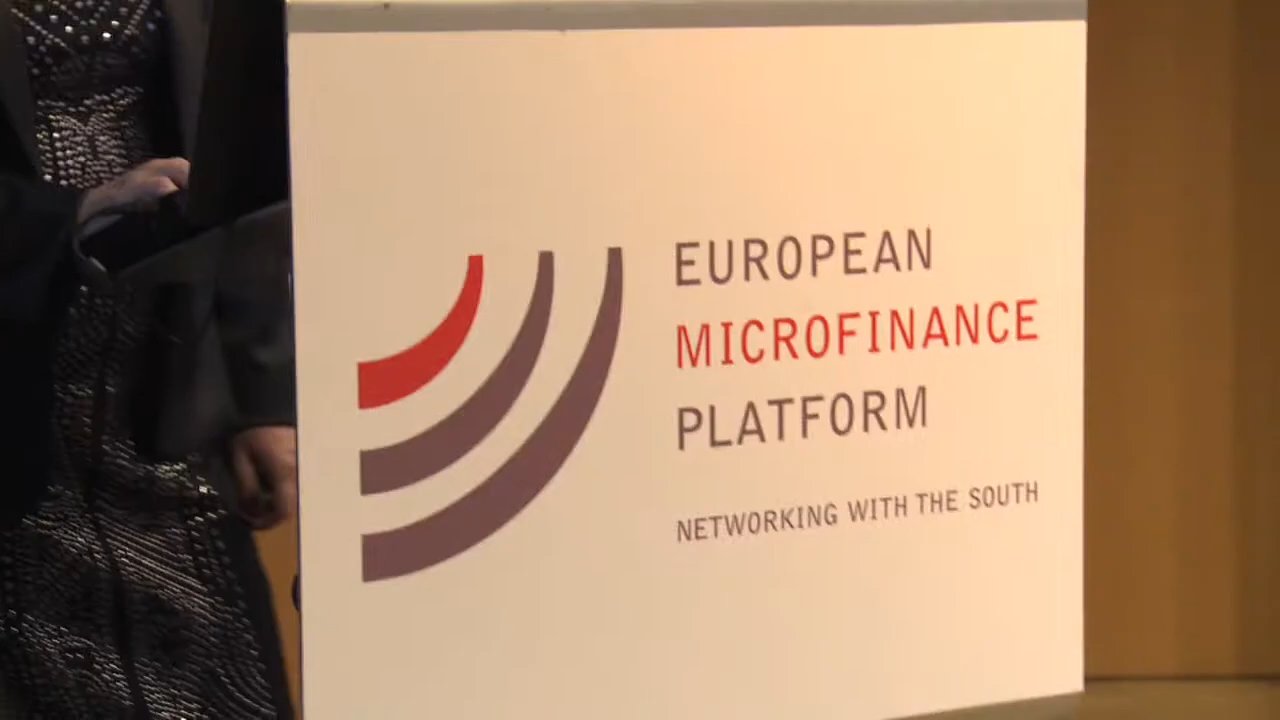 EUROPEAN
MICROFINANCE
PLATFORM
NETWORKING WITH THE SOUTH